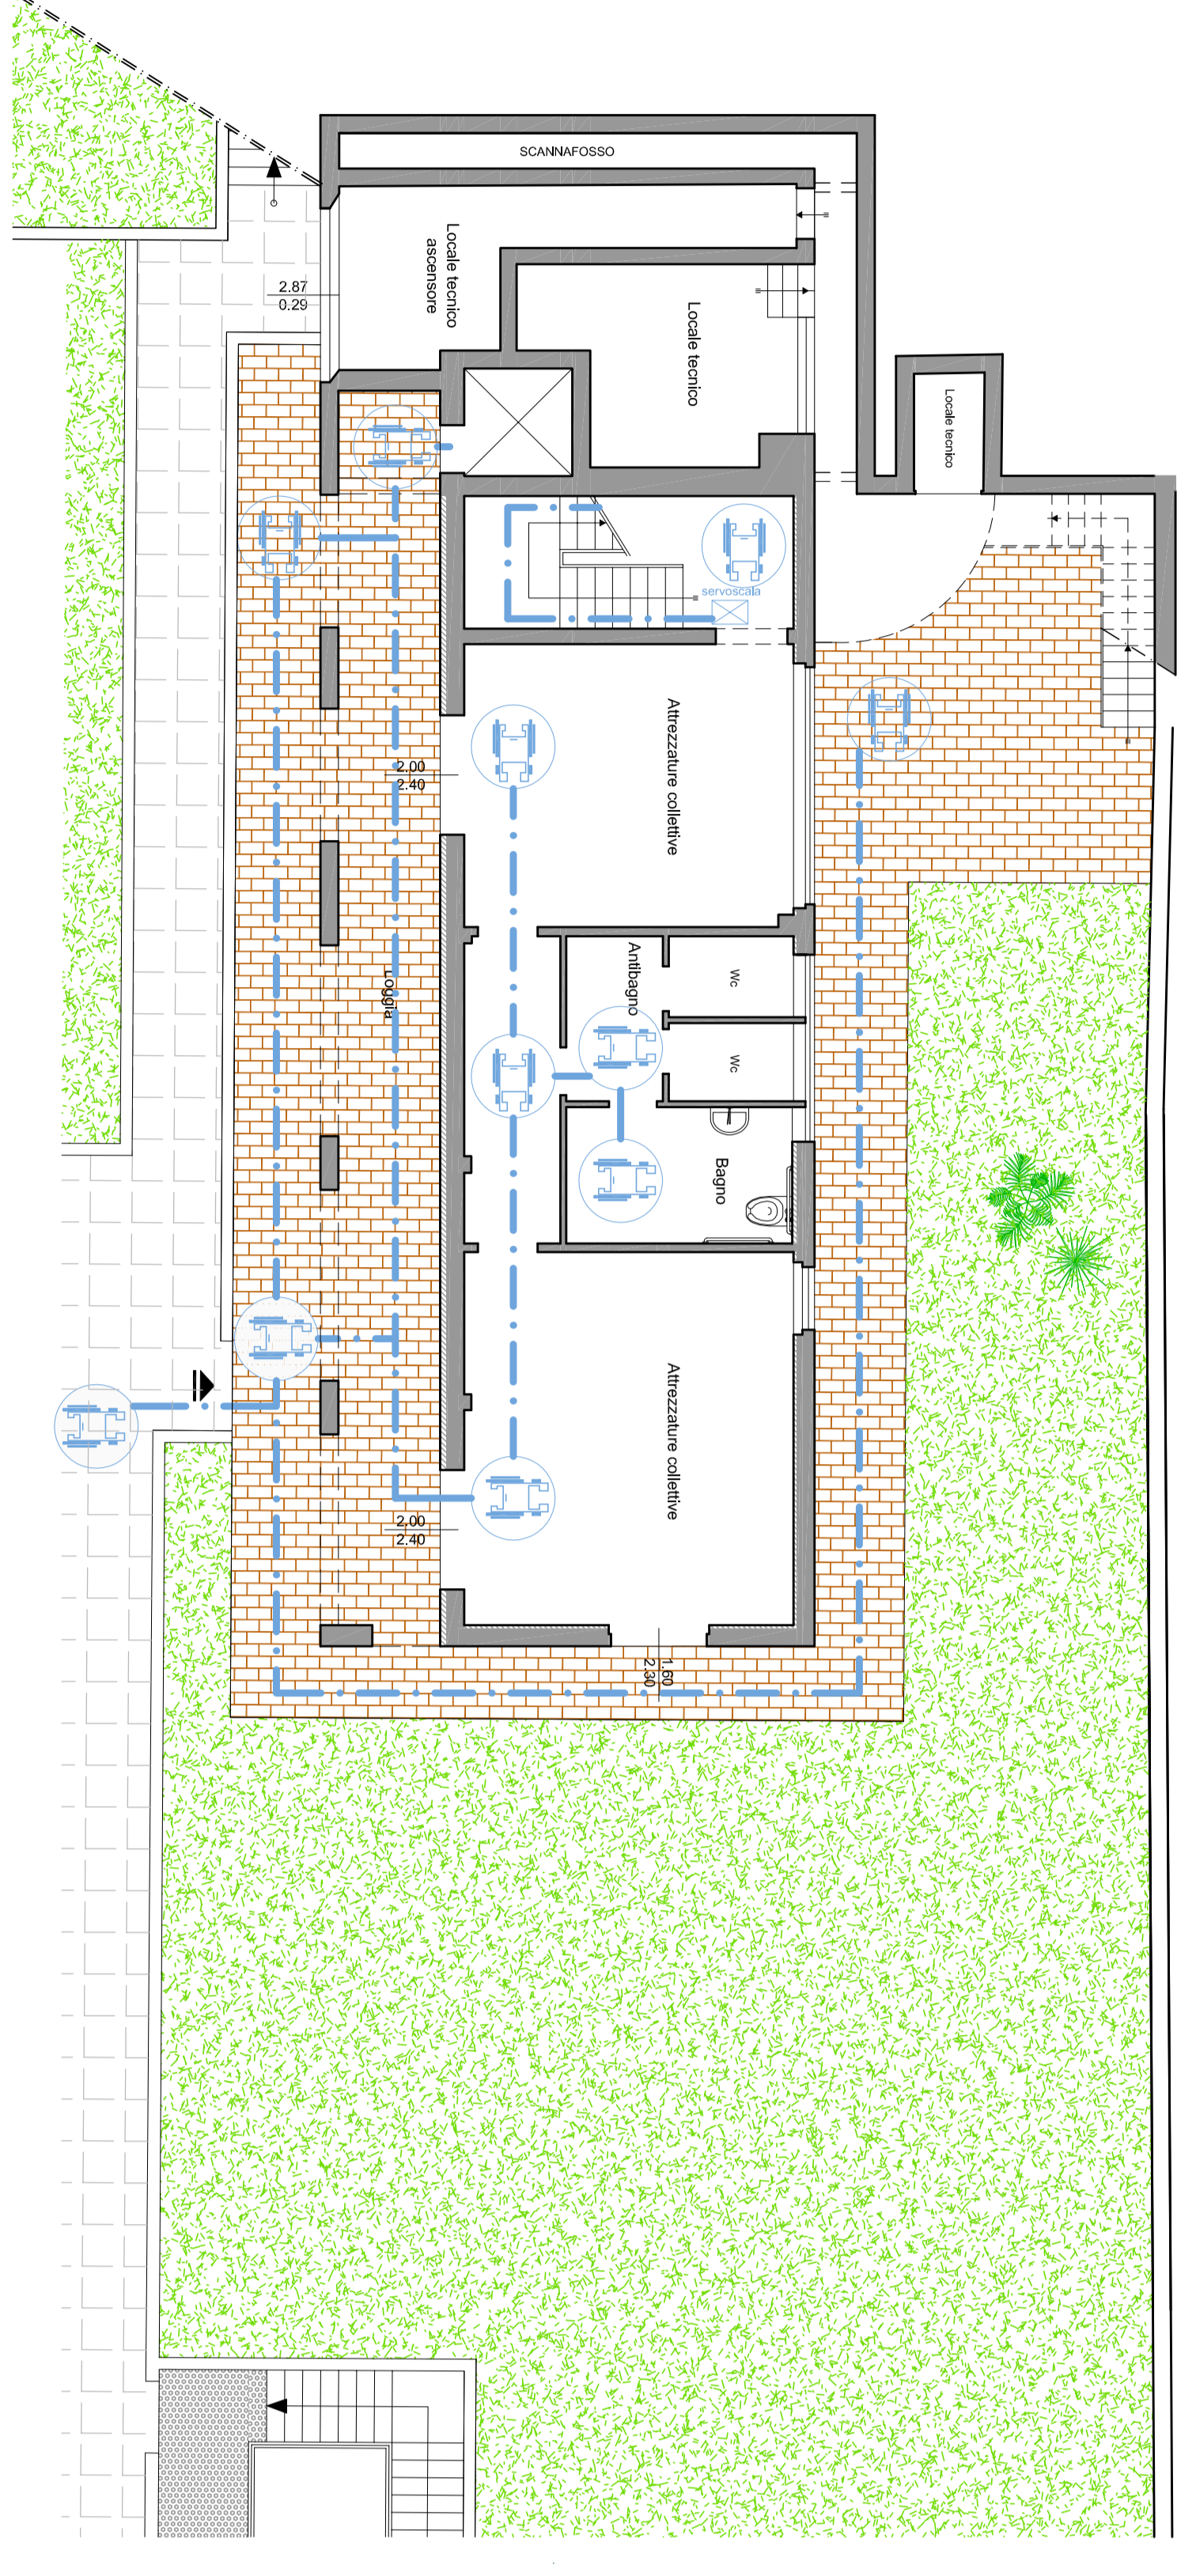 SCANNAFOSSO
Locale tecnico
ascensore
2.87
0.29
Locale tecnico
Locale tecnico
servoscala
Attrezzature collettive
2.00
2.40
Antibagno
Wc
Loggia
Wc
Bagno
Attrezzature collettive
2.00
2.40
1.60
2.30